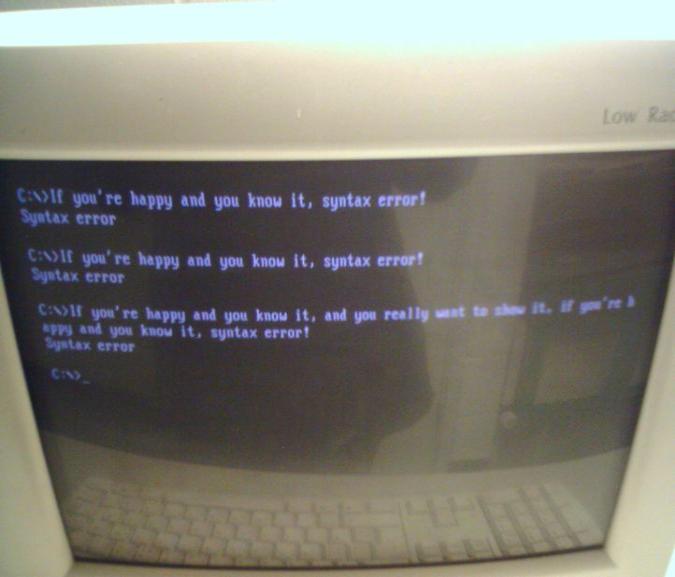 Low Rad
C:\>If you're happy and you know it, syntax error!
Syntax error
C:\>If you're happy and you know it, syntax error!
Syntax error
C:\>If you're happy and you know it, and you really want to show it, if you're h
appy and you know it, syntax error!
Syntax error
C:\>_